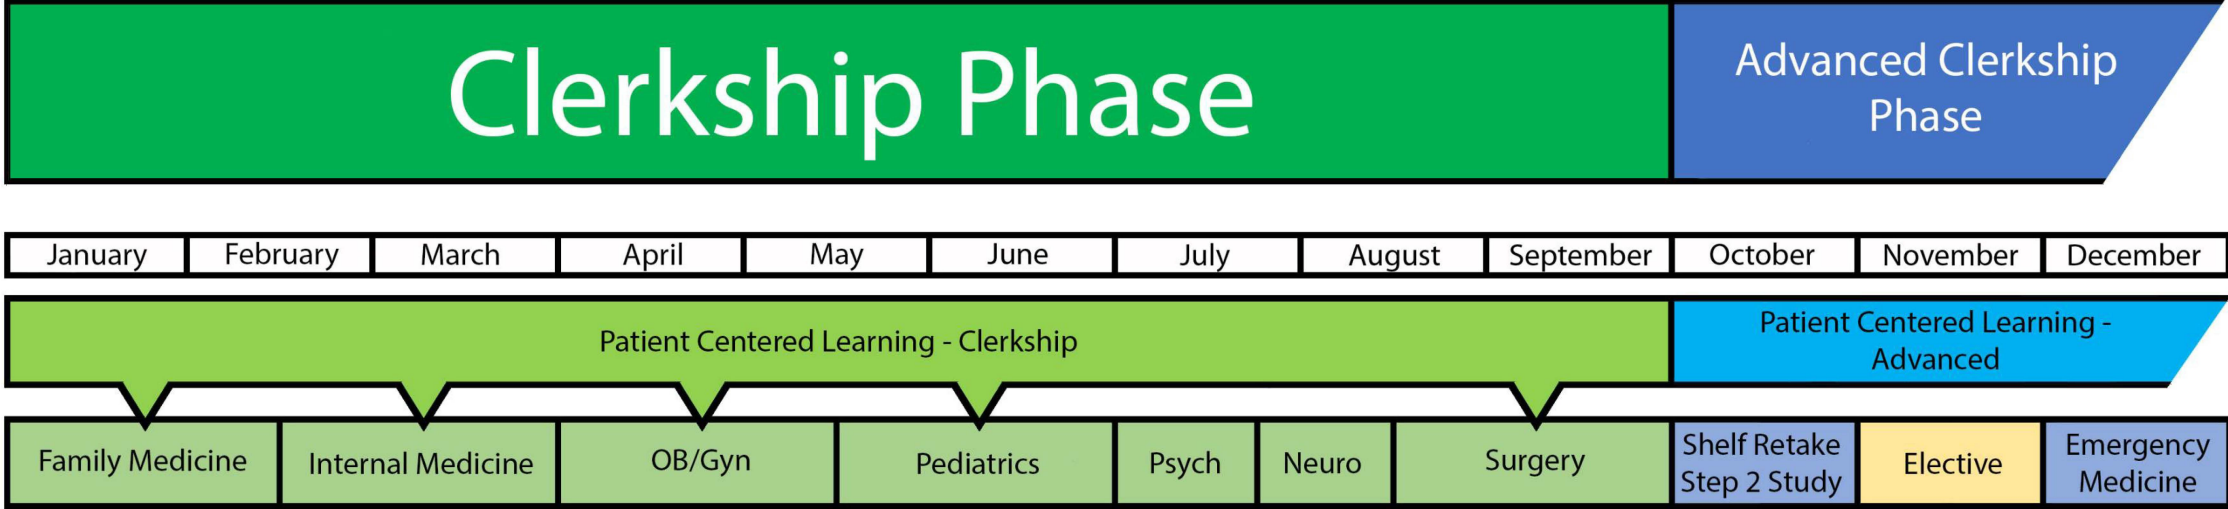 Clerkship Phase
Advanced Clerkship
Phase
January February March April May June July August September October November December
Patient Centered Learning - Clerkship
Patient Centered Learning -
Advanced
Family Medicine
Internal Medicine
OB/Gyn
Pediatrics
Psych
Neuro
Surgery
Shelf Retake
Step 2 Study
Elective
Emergency
Medicine